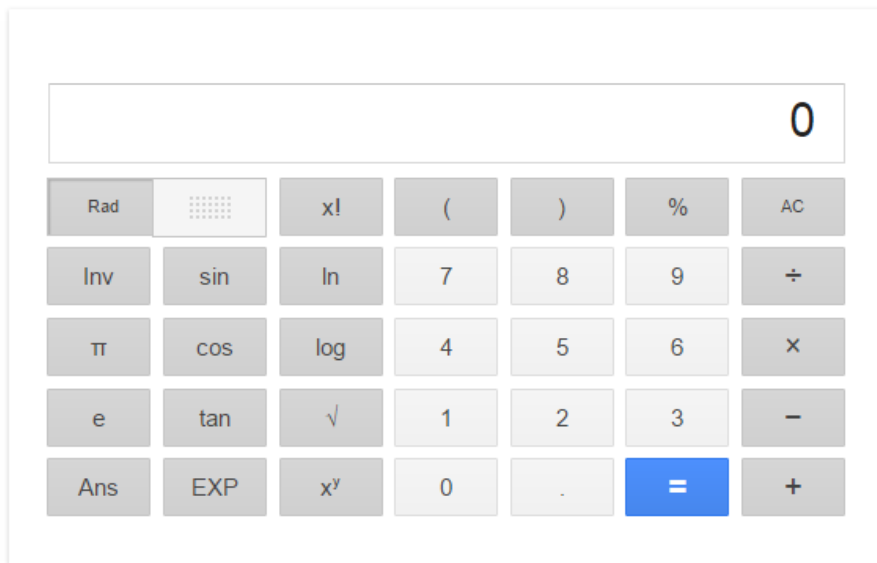 0
Rad x! ( ) % AC
Inv sin ln 7 8 9 ÷
π cos log 4 5 6 ×
e tan √ 1 2 3 −
Ans EXP xʸ 0 . = +